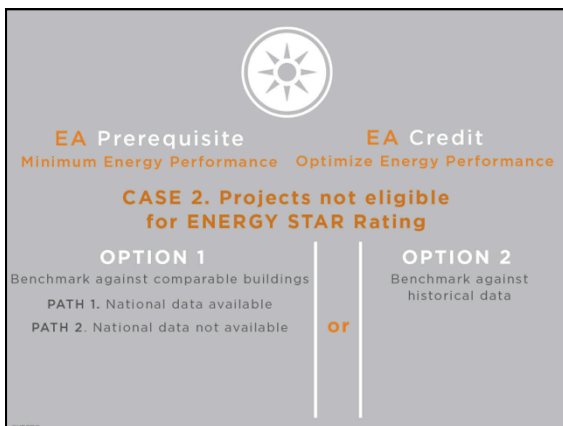 EA Prerequisite
Minimum Energy Performance
EA Credit
Optimize Energy Performance
CASE 2. Projects not eligible
for ENERGY STAR Rating
OPTION 1
Benchmark against comparable buildings
PATH 1. National data available
PATH 2. National data not available
or
OPTION 2
Benchmark against
historical data